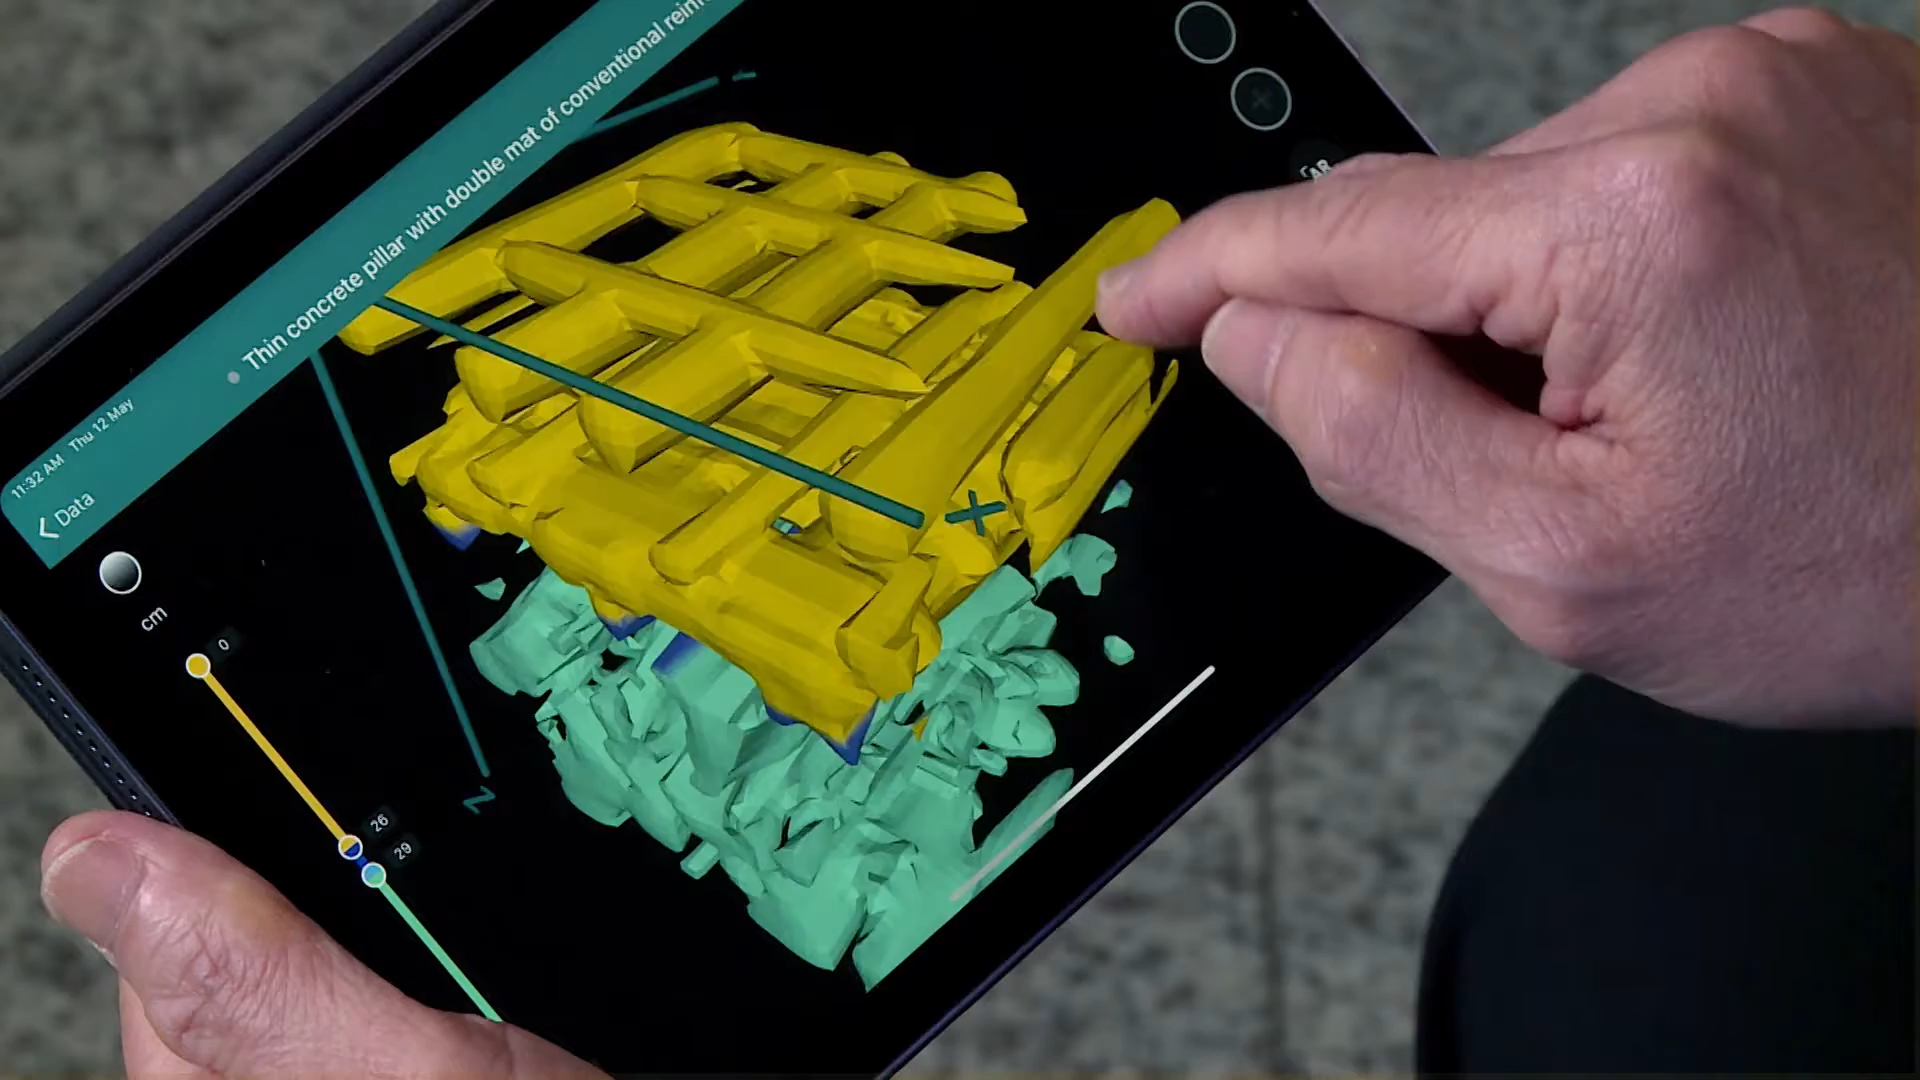 11:32 AM Thu 12 May
Data
Thin concrete pillar with double mat of conventional
cm
0
26
29
AR
X
Z